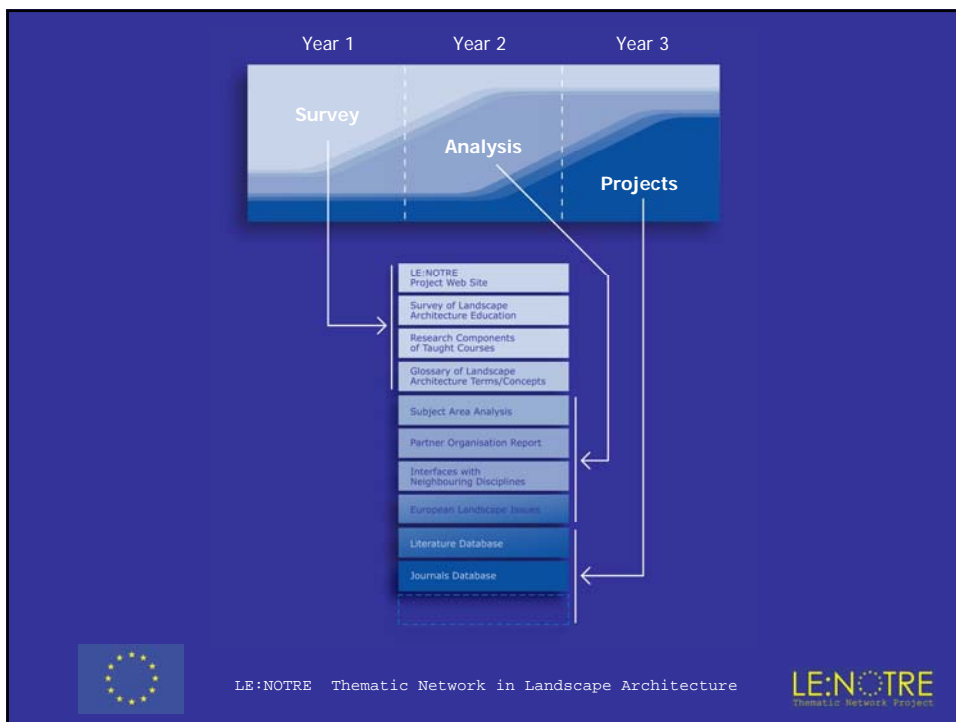 Year 1 Year 2 Year 3
Survey
Analysis
Projects
LE:NOTRE
Project Web Site
Survey of Landscape
Architecture Education
Research Components
of Taught Courses
Glossary of Landscape
Architecture Terms/Concepts
Subject Area Analysis
Partner Organisation Report
Interfaces with
Neighbouring Disciplines
European Landscape Issues
Literature Database
Journals Database
LE:NOTRE Thematic Network in Landscape Architecture
LE:NOTRE
Thematic Network Project